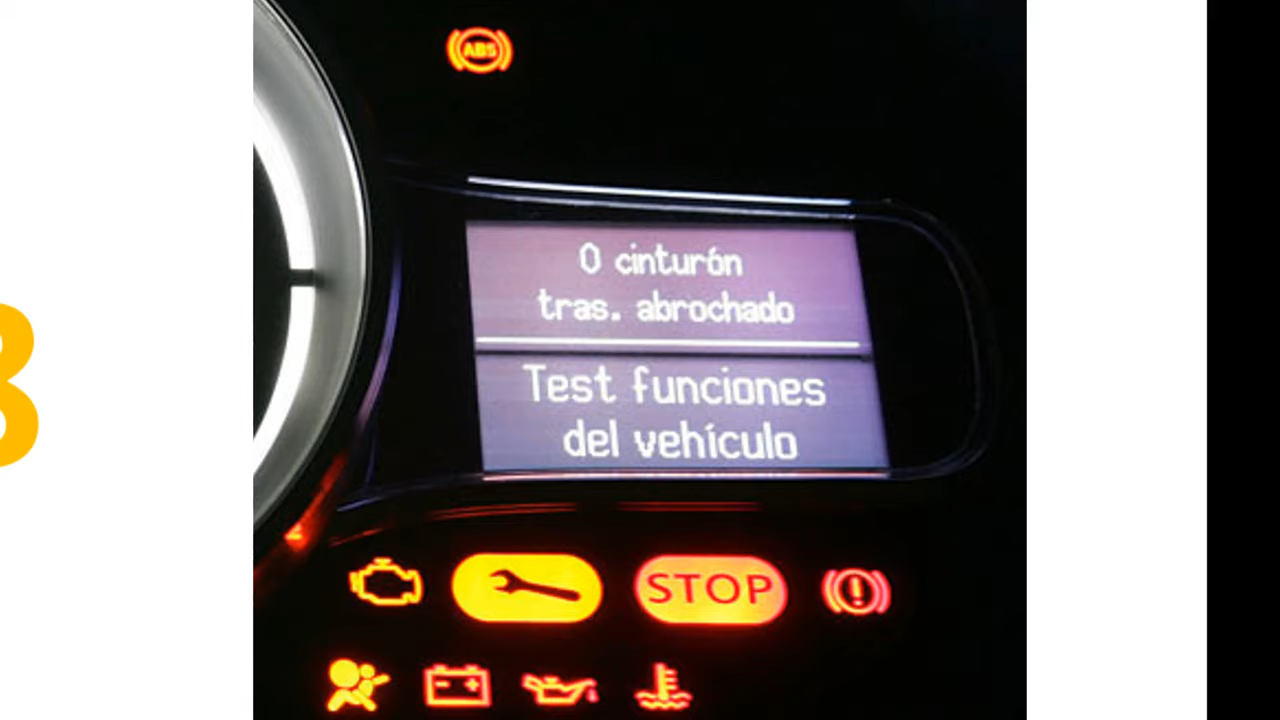 ABS
0 cinturón
tras. abrochado
Test funciones
del vehículo
STOP